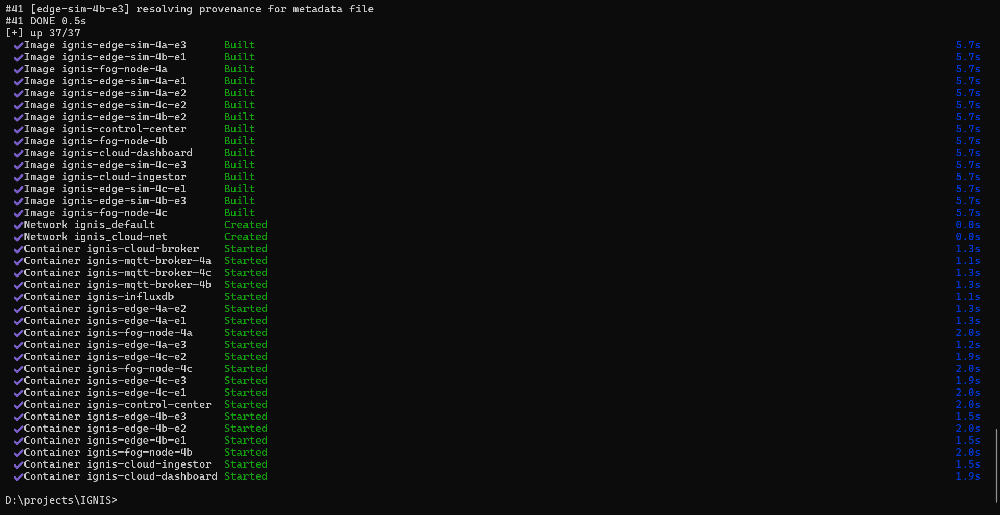 #41 [edge-sim-4b-e3] resolving provenance for metadata file
#41 DONE 0.5s
[+] up 37/37
✔Image ignis-edge-sim-4a-e3 Built 5.7s
✔Image ignis-edge-sim-4b-e1 Built 5.7s
✔Image ignis-fog-node-4a Built 5.7s
✔Image ignis-edge-sim-4a-e1 Built 5.7s
✔Image ignis-edge-sim-4a-e2 Built 5.7s
✔Image ignis-edge-sim-4c-e2 Built 5.7s
✔Image ignis-edge-sim-4b-e2 Built 5.7s
✔Image ignis-control-center Built 5.7s
✔Image ignis-fog-node-4b Built 5.7s
✔Image ignis-cloud-dashboard Built 5.7s
✔Image ignis-edge-sim-4c-e3 Built 5.7s
✔Image ignis-cloud-ingestor Built 5.7s
✔Image ignis-edge-sim-4c-e1 Built 5.7s
✔Image ignis-edge-sim-4b-e3 Built 5.7s
✔Image ignis-fog-node-4c Built 5.7s
✔Network ignis_default Created 0.0s
✔Network ignis_cloud-net Created 0.0s
✔Container ignis-cloud-broker Started 1.3s
✔Container ignis-mqtt-broker-4a Started 1.1s
✔Container ignis-mqtt-broker-4c Started 1.3s
✔Container ignis-mqtt-broker-4b Started 1.3s
✔Container ignis-influxdb Started 1.1s
✔Container ignis-edge-4a-e2 Started 1.3s
✔Container ignis-edge-4a-e1 Started 1.3s
✔Container ignis-fog-node-4a Started 2.0s
✔Container ignis-edge-4a-e3 Started 1.2s
✔Container ignis-edge-4c-e2 Started 1.9s
✔Container ignis-fog-node-4c Started 2.0s
✔Container ignis-edge-4c-e3 Started 1.9s
✔Container ignis-edge-4c-e1 Started 2.0s
✔Container ignis-control-center Started 2.0s
✔Container ignis-edge-4b-e3 Started 1.5s
✔Container ignis-edge-4b-e2 Started 2.0s
✔Container ignis-edge-4b-e1 Started 1.5s
✔Container ignis-fog-node-4b Started 2.0s
✔Container ignis-cloud-ingestor Started 1.5s
✔Container ignis-cloud-dashboard Started 1.9s
D:\projects\IGNIS>